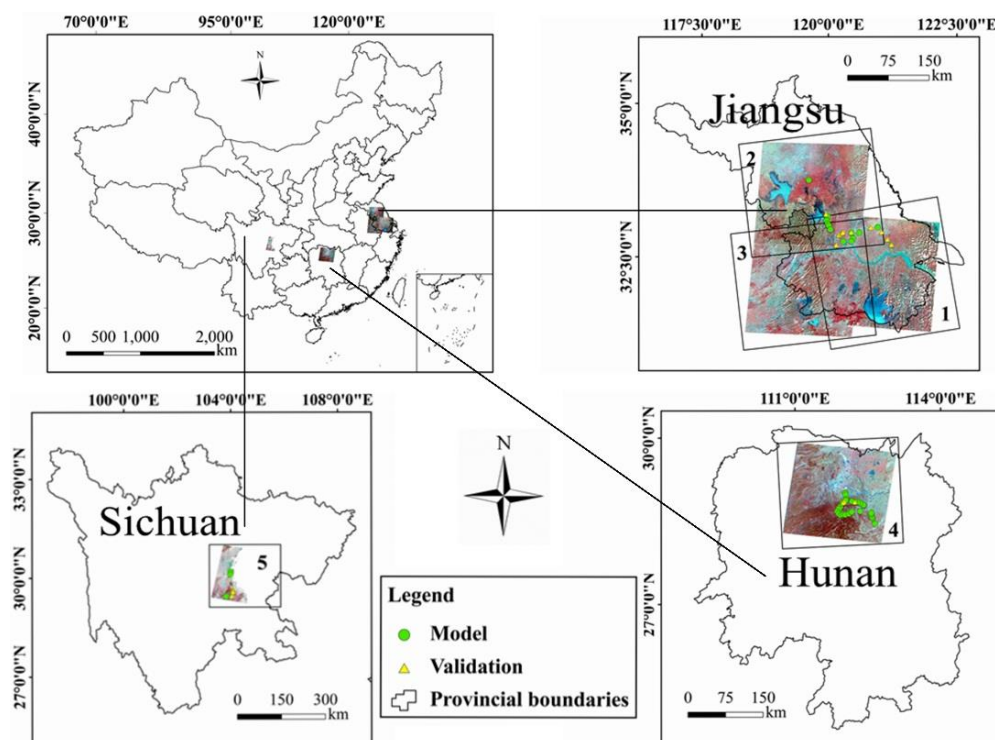 70°0'0"E 95°0'0"E 120°0'0"E
N
40°0'0"N
30°0'0"N
20°0'0"N
0 500 1,000 2,000
km
117°30'E 120°0'E 122°30'E
0 75 150
km
35°0'0"N
32°30'0"N
Jiangsu
2
3
1
100°0'0"E 104°0'0"E 108°0'0"E
33°0'0"N
30°0'0"N
27°0'0"N
Sichuan
5
0 150 300
km
N
Legend
Model
Validation
Provincial boundaries
111°0'0"E 114°0'0"E
30°0'0"N
27°0'0"N
4
Hunan
0 75 150
km